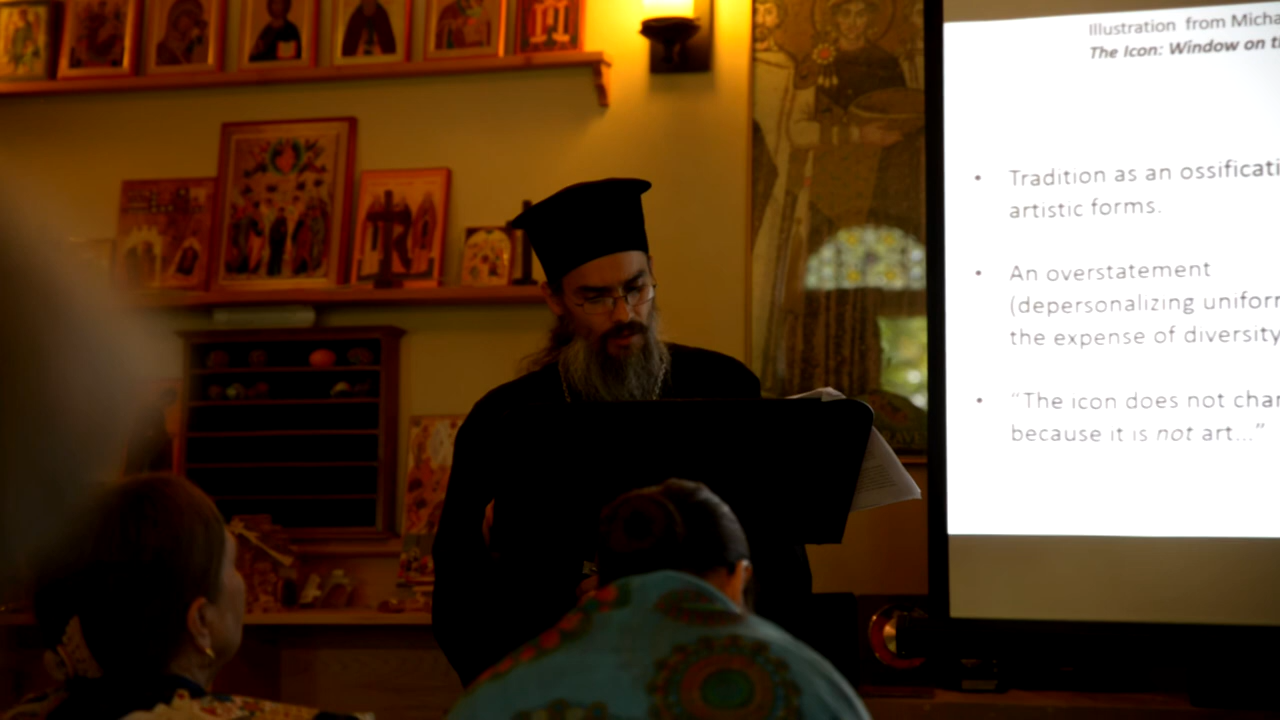 Illustration from Micha
The Icon: Window on t
• Tradition as an ossificati
artistic forms.
• An overstatement
(depersonalizing unifor
the expense of diversity
• "The icon does not cha
because it is not art..."